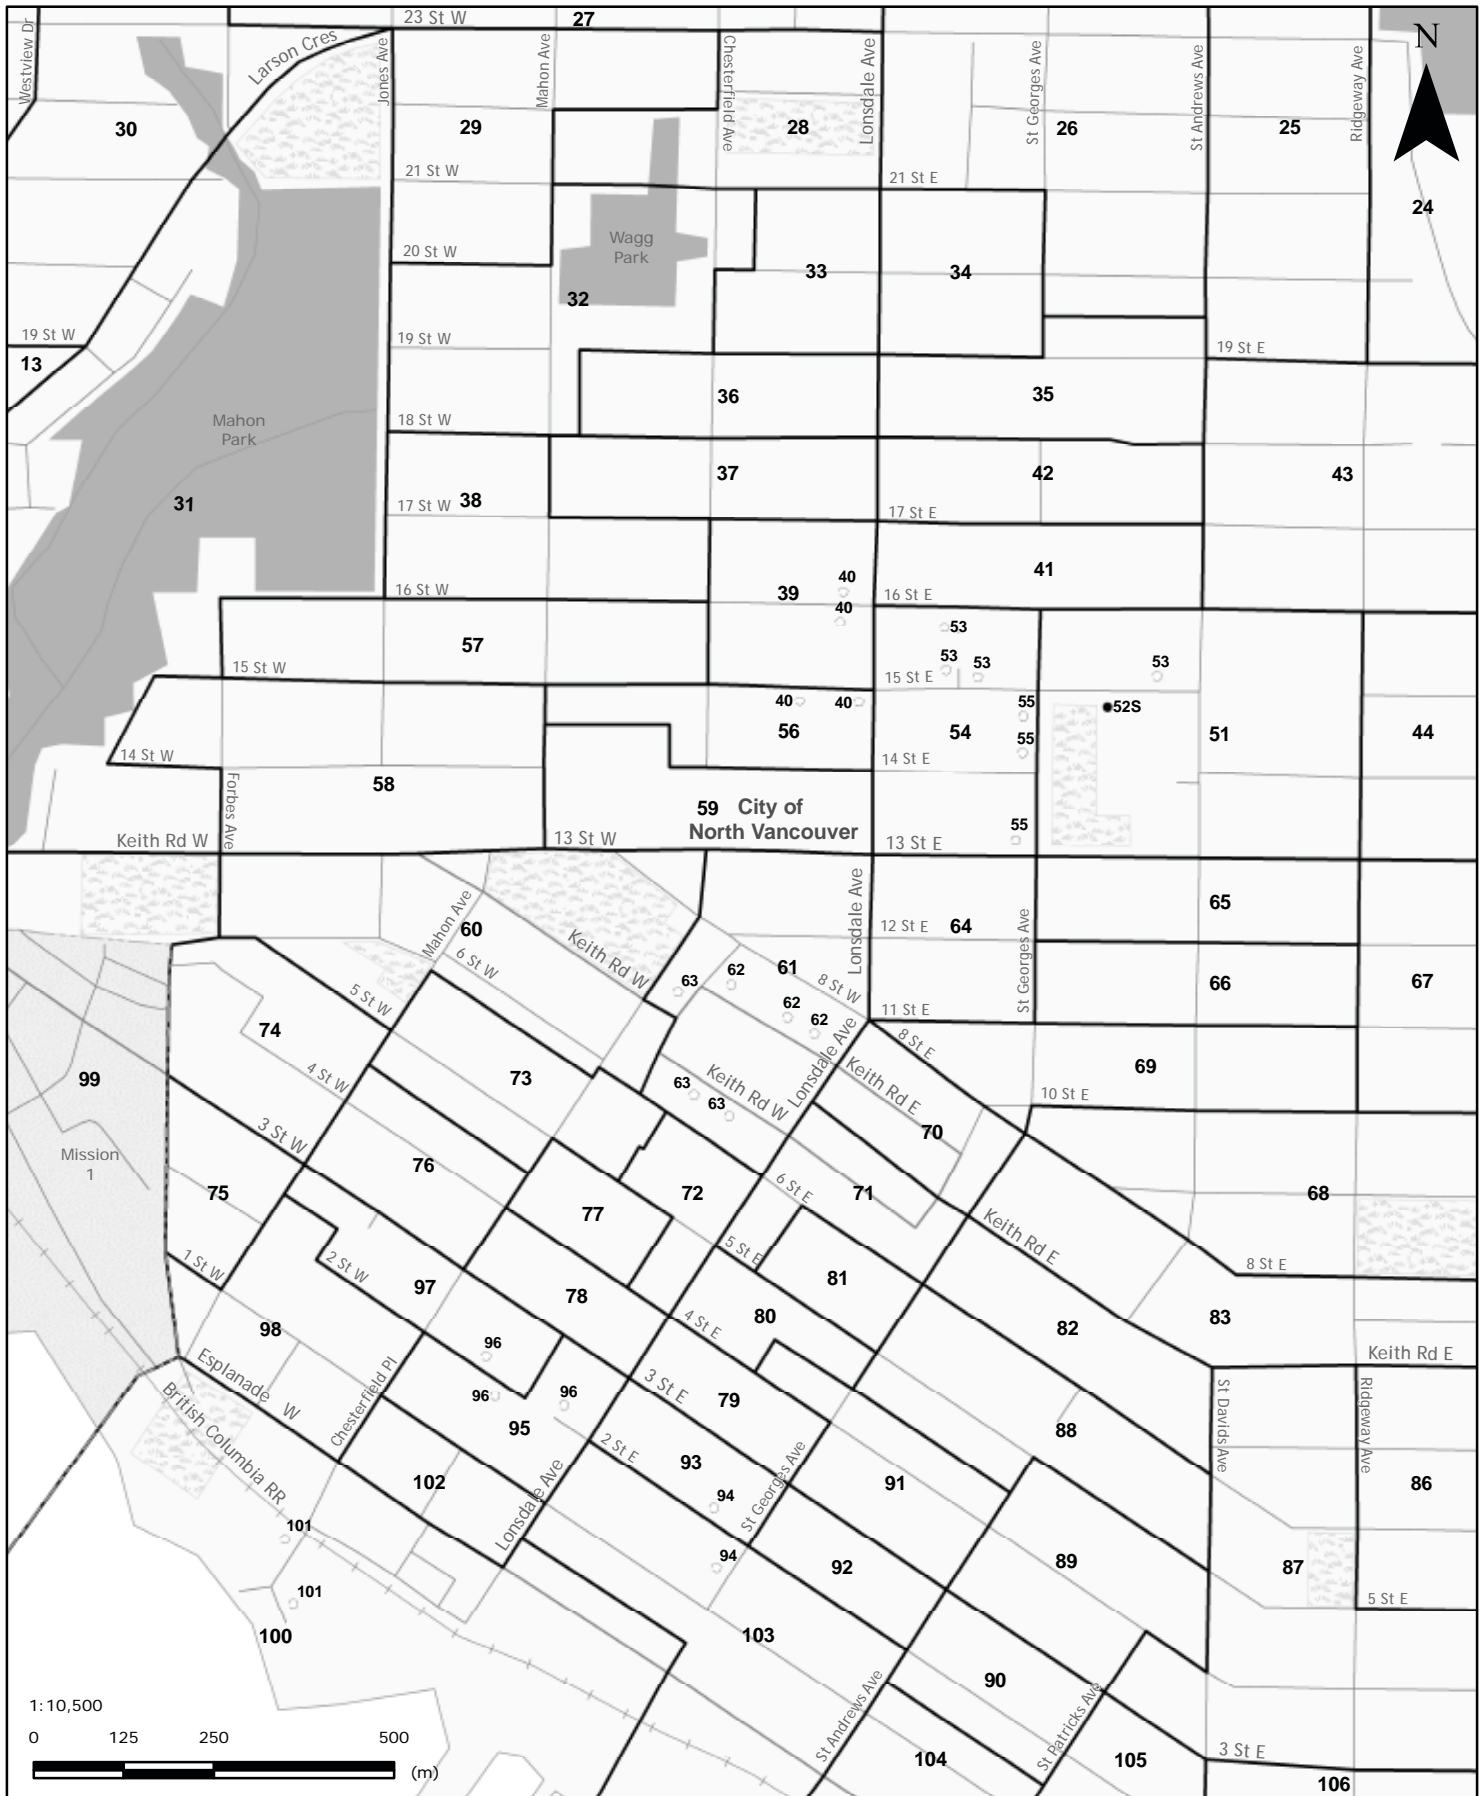 23 St W
27
Westview Dr
Larson Cres
Jones Ave
Mahon Ave
Chesterfield Ave
Lonsdale Ave
St Georges Ave
St Andrews Ave
Ridgeway Ave
N
30
29
28
26
25
21 St W
21 St E
24
20 St W
Wagg
Park
33
34
32
19 St W
19 St W
19 St E
13
36
35
Mahon
Park
18 St W
37
42
43
31
38
17 St W
17 St E
40
39
41
16 St W
16 St E
40
53
57
53
53
53
15 St W
15 St E
40
40
55
52S
56
54
55
51
44
14 St W
14 St E
58
Forbes Ave
59
City of
North Vancouver
55
Keith Rd W
13 St W
13 St E
Mahon Ave
60
Lonsdale Ave
12 St E
64
St Georges Ave
65
Keith Rd W
6 St W
61
62
63
8 St W
66
67
5 St W
62
62
11 St E
74
Lonsdale Ave
8 St E
99
4 St W
73
63
Keith Rd W
63
Keith Rd E
69
10 St E
70
3 St W
Mission
1
76
75
72
6 St E
71
68
77
Keith Rd E
5 St E
1 St W
2 St W
97
81
8 St E
78
80
98
4 St E
82
83
96
Keith Rd E
Esplanade W
Chesterfield Pl
3 St E
96
96
79
St Davids Ave
Ridgeway Ave
British Columbia RR
95
88
2 St E
93
102
Lonsdale Ave
94
St Georges Ave
91
86
101
94
92
89
87
101
5 St E
100
103
90
St Andrews Ave
St Patricks Ave
1:10,500
0 125 250 500
(m)
104
105
3 St E
106